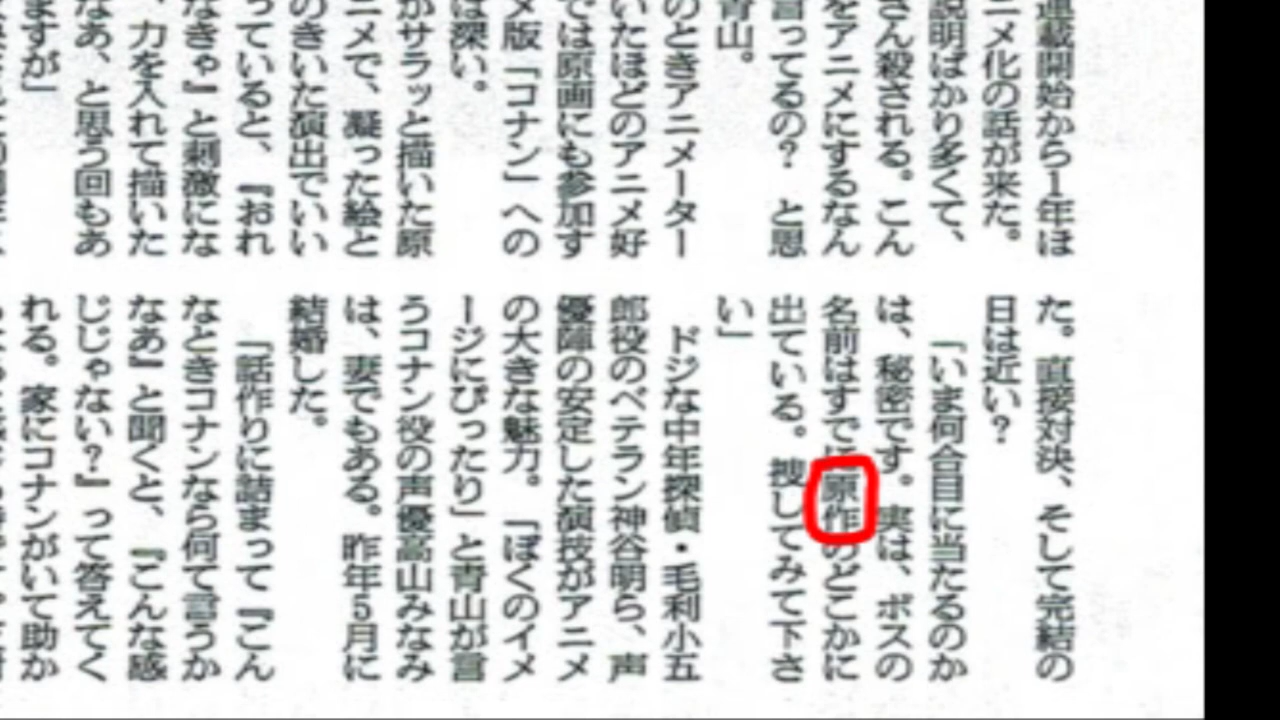 連載開始から1年ほ
ニメ化の話が来た。
説明ばかり多くて、
さん殺される。こん
をアニメにするなん
言ってるの? と思
青山。
のときアニメーター
いたほどのアニメ好
では原画にも参加す
メ版「コナン」への
は深い。
がサラッと描いた原
ニメで、凝った絵と
のきいた演出でいい
っていると、『おれ
なきゃ』と刺激にな
、力を入れて描いた
なあ、と思う回もあ
ますが」
た。直接対決、そして完結の
日は近い?
「いま何合目に当たるのか
は、秘密です。実は、ボスの
名前はすでに原作のどこかに
出ている。捜してみて下さ
い」
ドジな中年探偵・毛利小五
郎役のベテラン神谷明ら、声
優陣の安定した演技がアニメ
の大きな魅力。「ぼくのイメ
ージにぴったり」と青山が言
うコナン役の声優高山みなみ
は、妻でもある。昨年5月に
結婚した。
「話作りに詰まって『こん
なときコナンなら何て言うか
なあ』と聞くと、『こんな感
じじゃない?』って答えてく
れる。家にコナンがいて助か